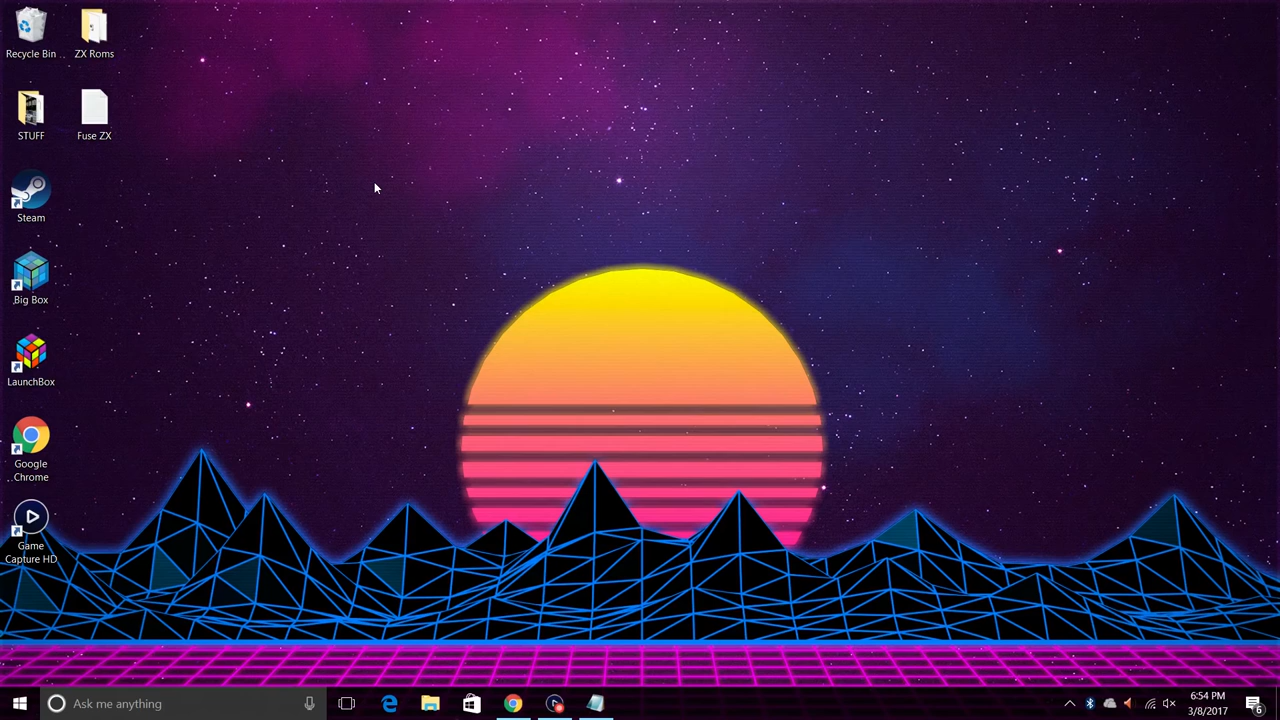 Recycle Bin
ZX Roms
STUFF
Fuse ZX
Steam
Big Box
LaunchBox
Google
Chrome
Game
Capture HD
Ask me anything
6:54 PM
3/8/2017
6